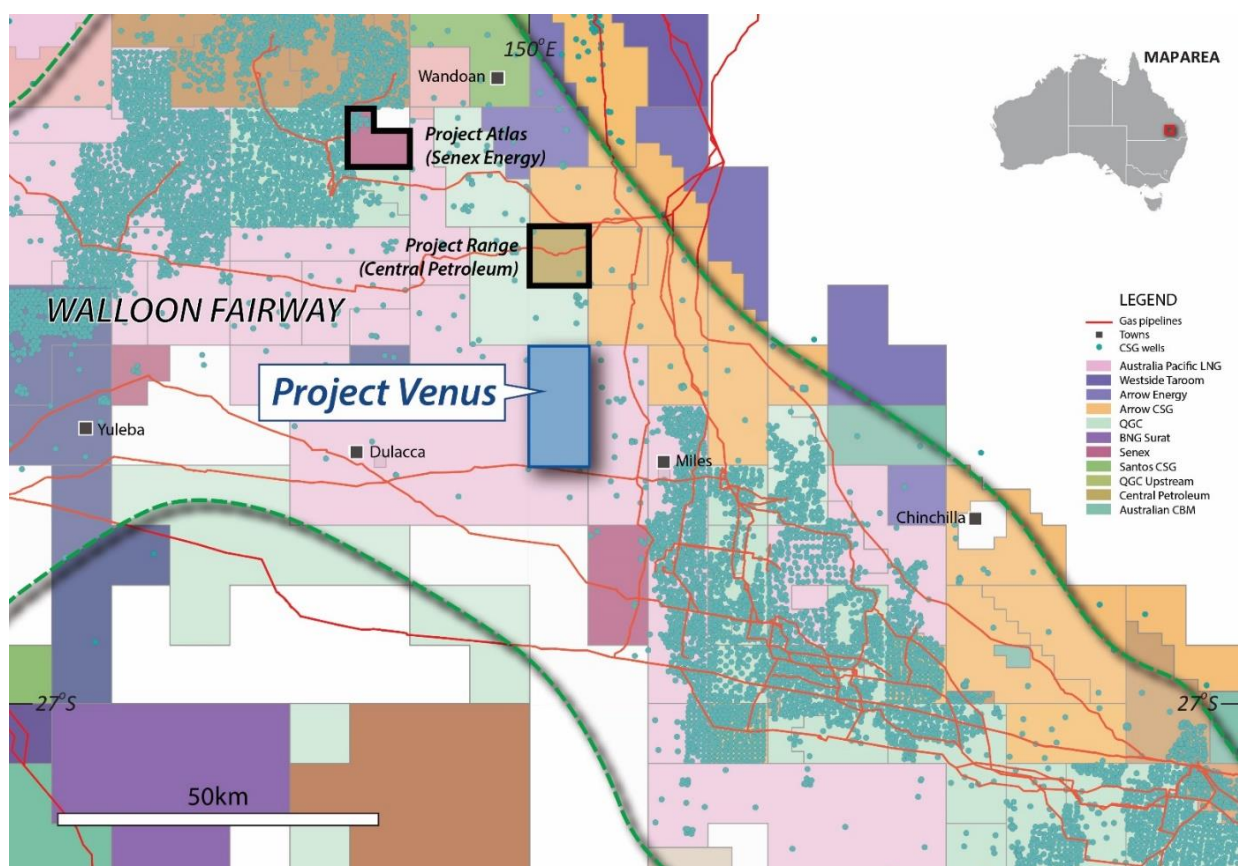 150°E
MAPAREA
Wandoan
Project Atlas
(Senex Energy)
Project Range
(Central Petroleum)
WALLOON FAIRWAY
LEGEND
Gas pipelines
Towns
CSG wells
Australia Pacific LNG
Westside Taroom
Arrow Energy
Arrow CSG
QGC
BNG Surat
Senex
Santos CSG
QGC Upstream
Central Petroleum
Australian CBM
Project Venus
Yuleba
Dulacca
Miles
Chinchilla
27°S
27°S
50km